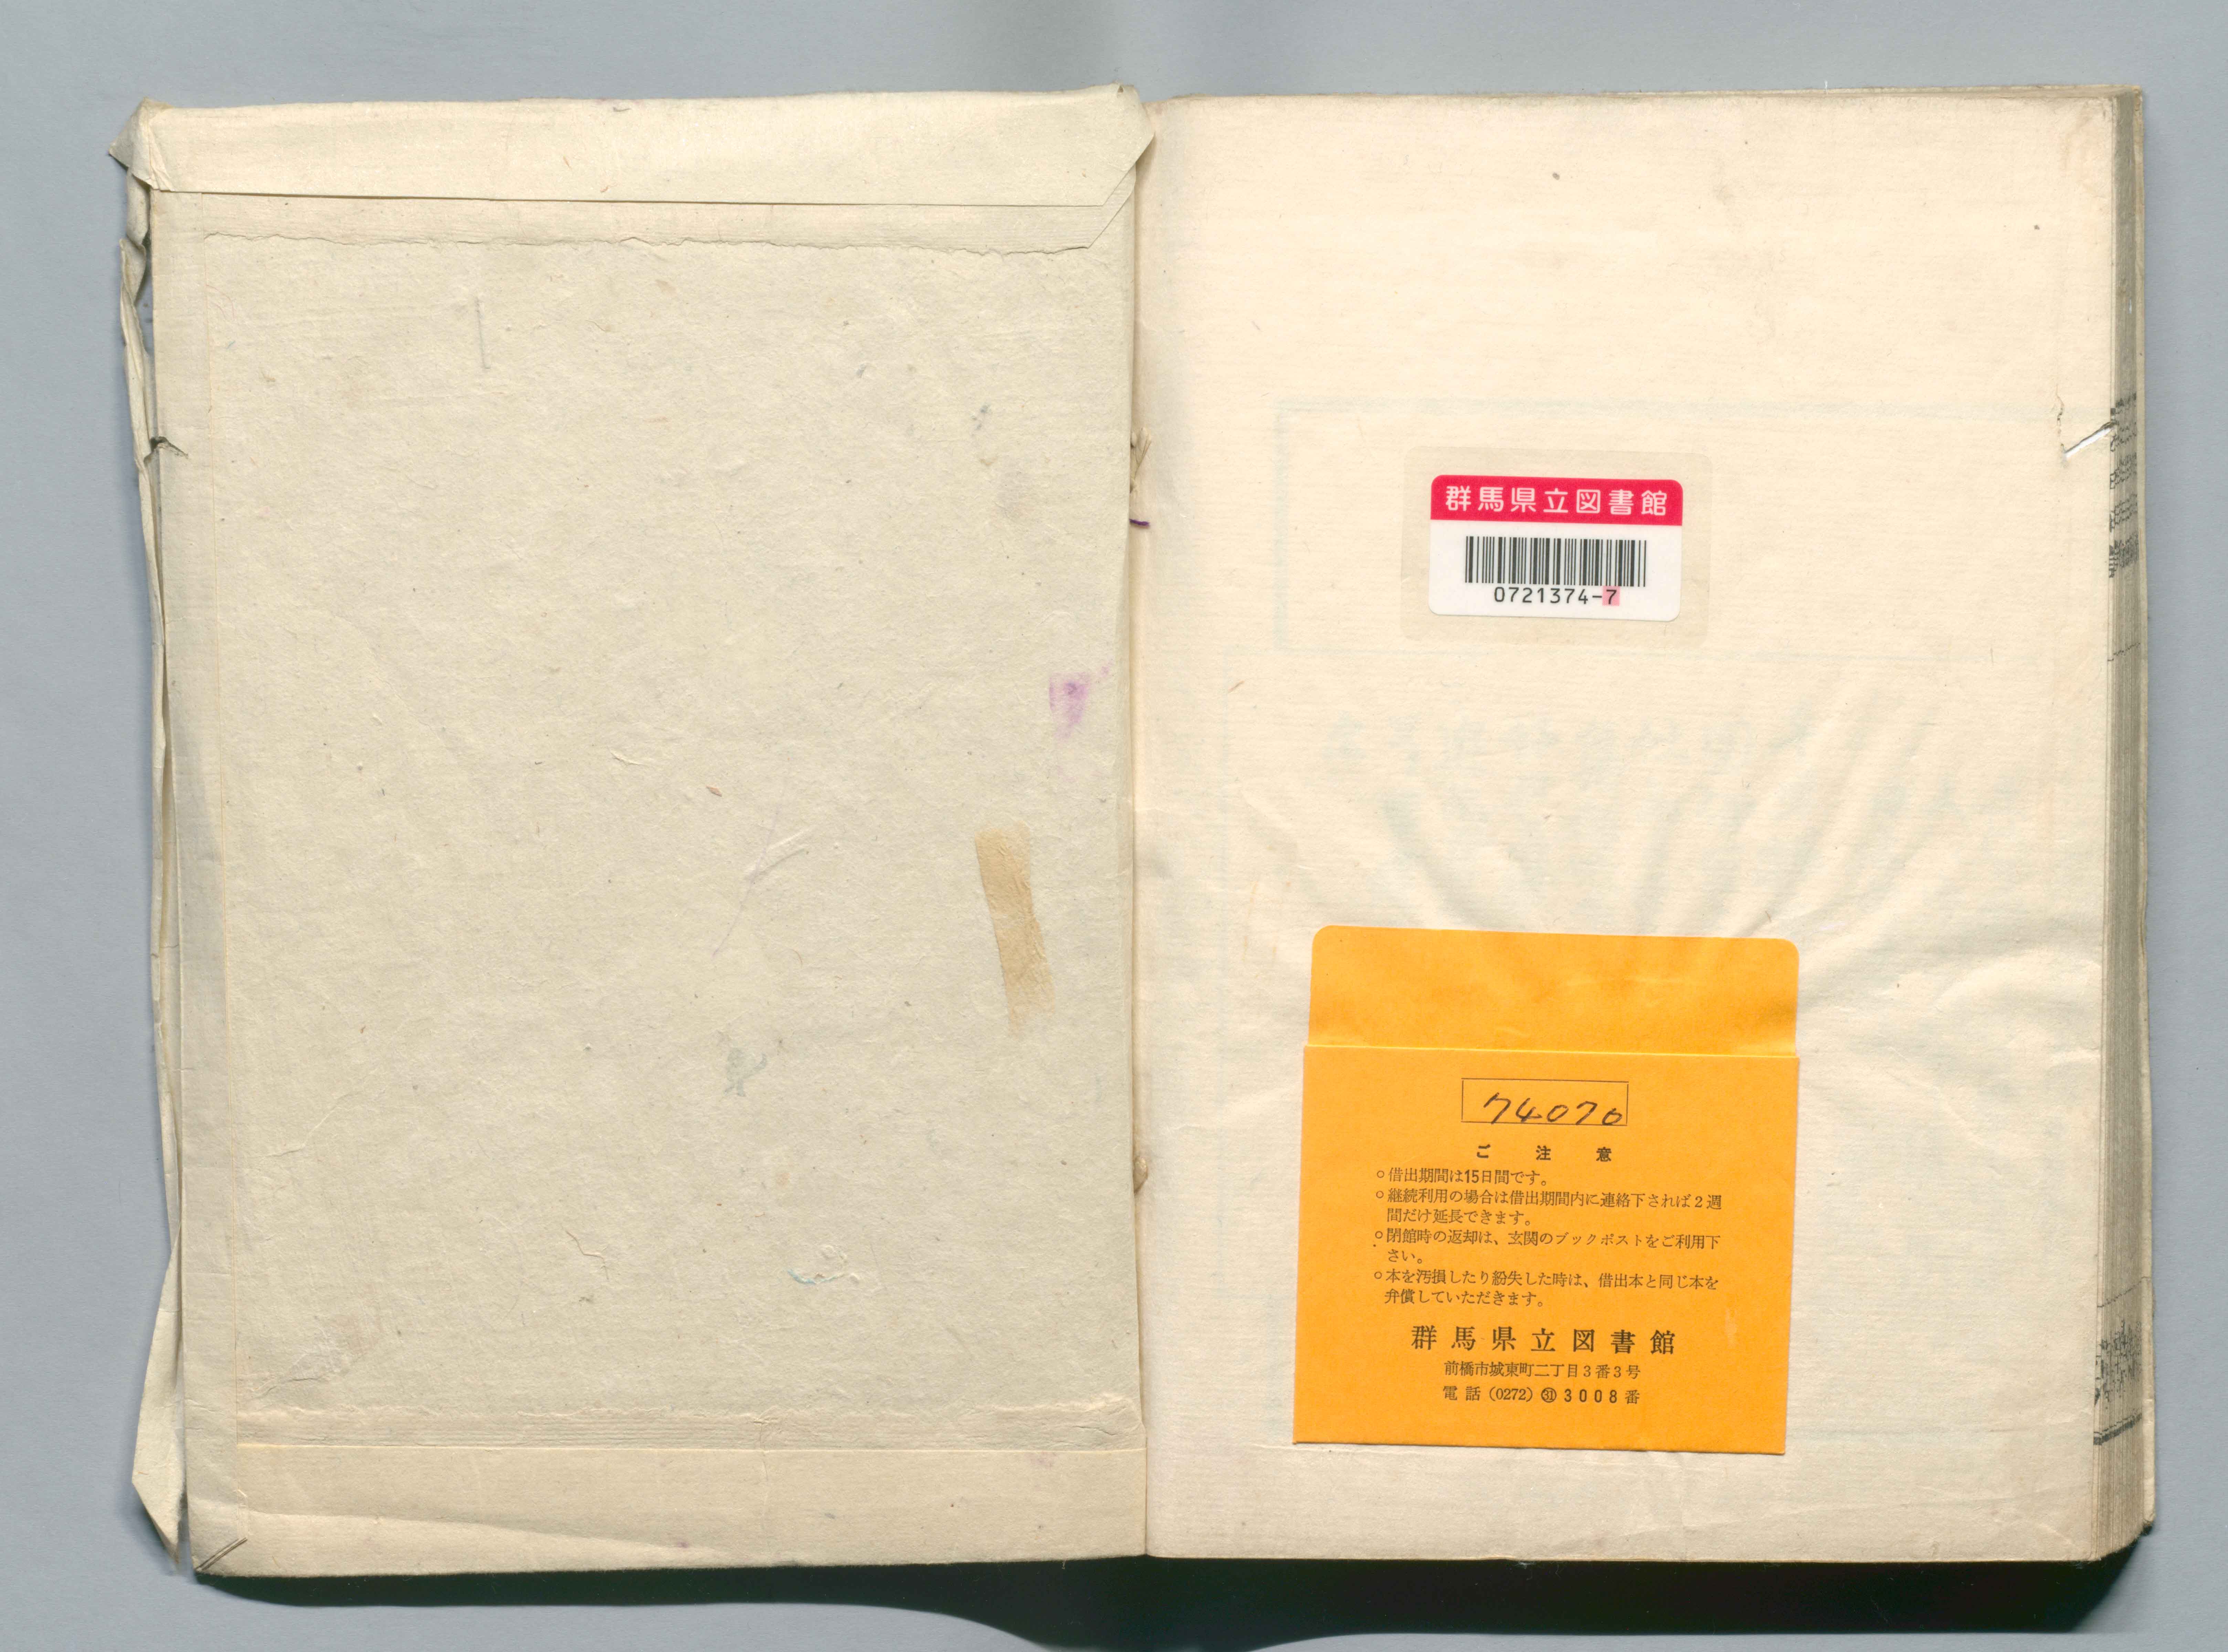 群馬県立図書館
0721374-7
74070
ご注意
○借出期間は15日間です。
○継続利用の場合は借出期間内に連絡下されば2週
間だけ延長できます。
○閉館時の返却は、玄関のブックポストをご利用下
さい。
○本を汚損したり紛失した時は、借出本と同じ本を
弁償していただきます。
群馬県立図書館
前橋市城東町二丁目3番3号
電話(0272)㉛3008番